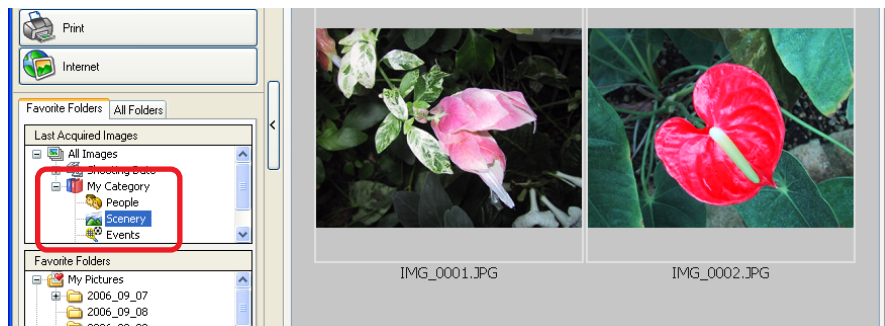 Print
Internet
Favorite Folders
All Folders
Last Acquired Images
All Images
Shooting Date
My Category
People
Scenery
Events
Favorite Folders
My Pictures
2006_09_07
2006_09_08
IMG_0001.JPG
IMG_0002.JPG